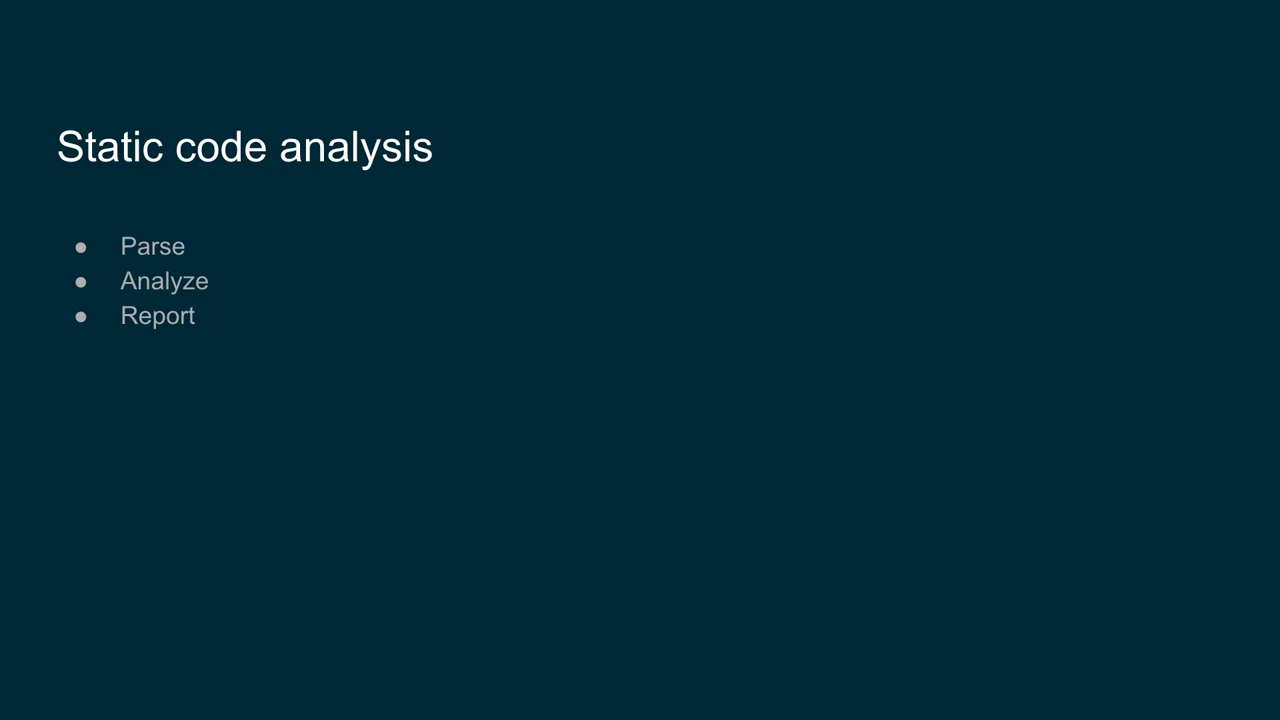 Static code analysis
● Parse
● Analyze
● Report